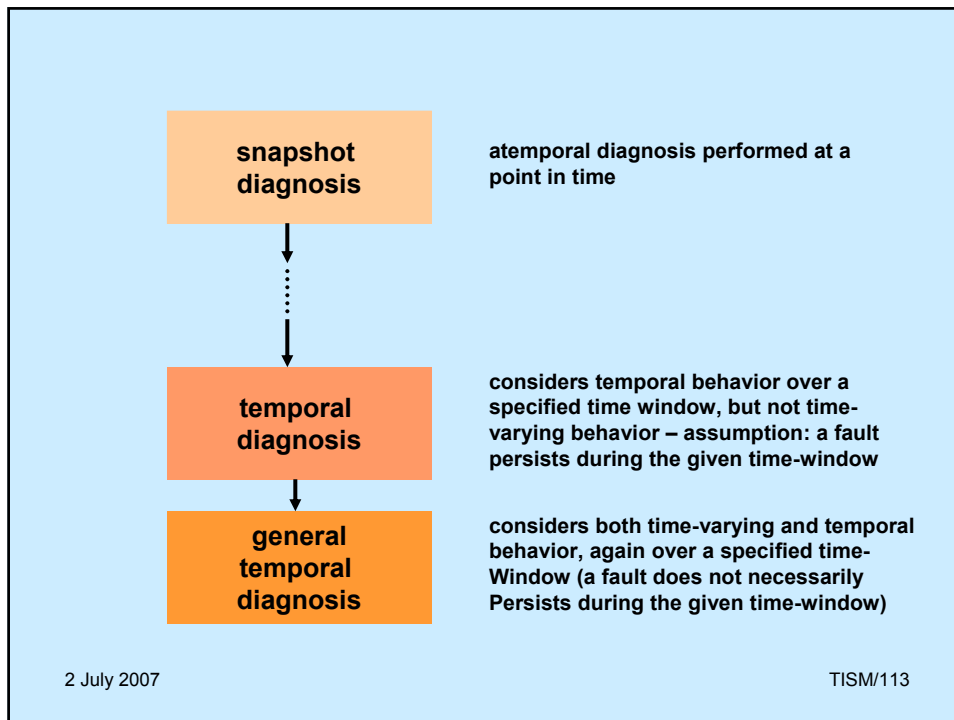 snapshot
diagnosis
atemporal diagnosis performed at a
point in time
temporal
diagnosis
considers temporal behavior over a
specified time window, but not time-
varying behavior – assumption: a fault
persists during the given time-window
general
temporal
diagnosis
considers both time-varying and temporal
behavior, again over a specified time-
Window (a fault does not necessarily
Persists during the given time-window)
2 July 2007
TISM/113